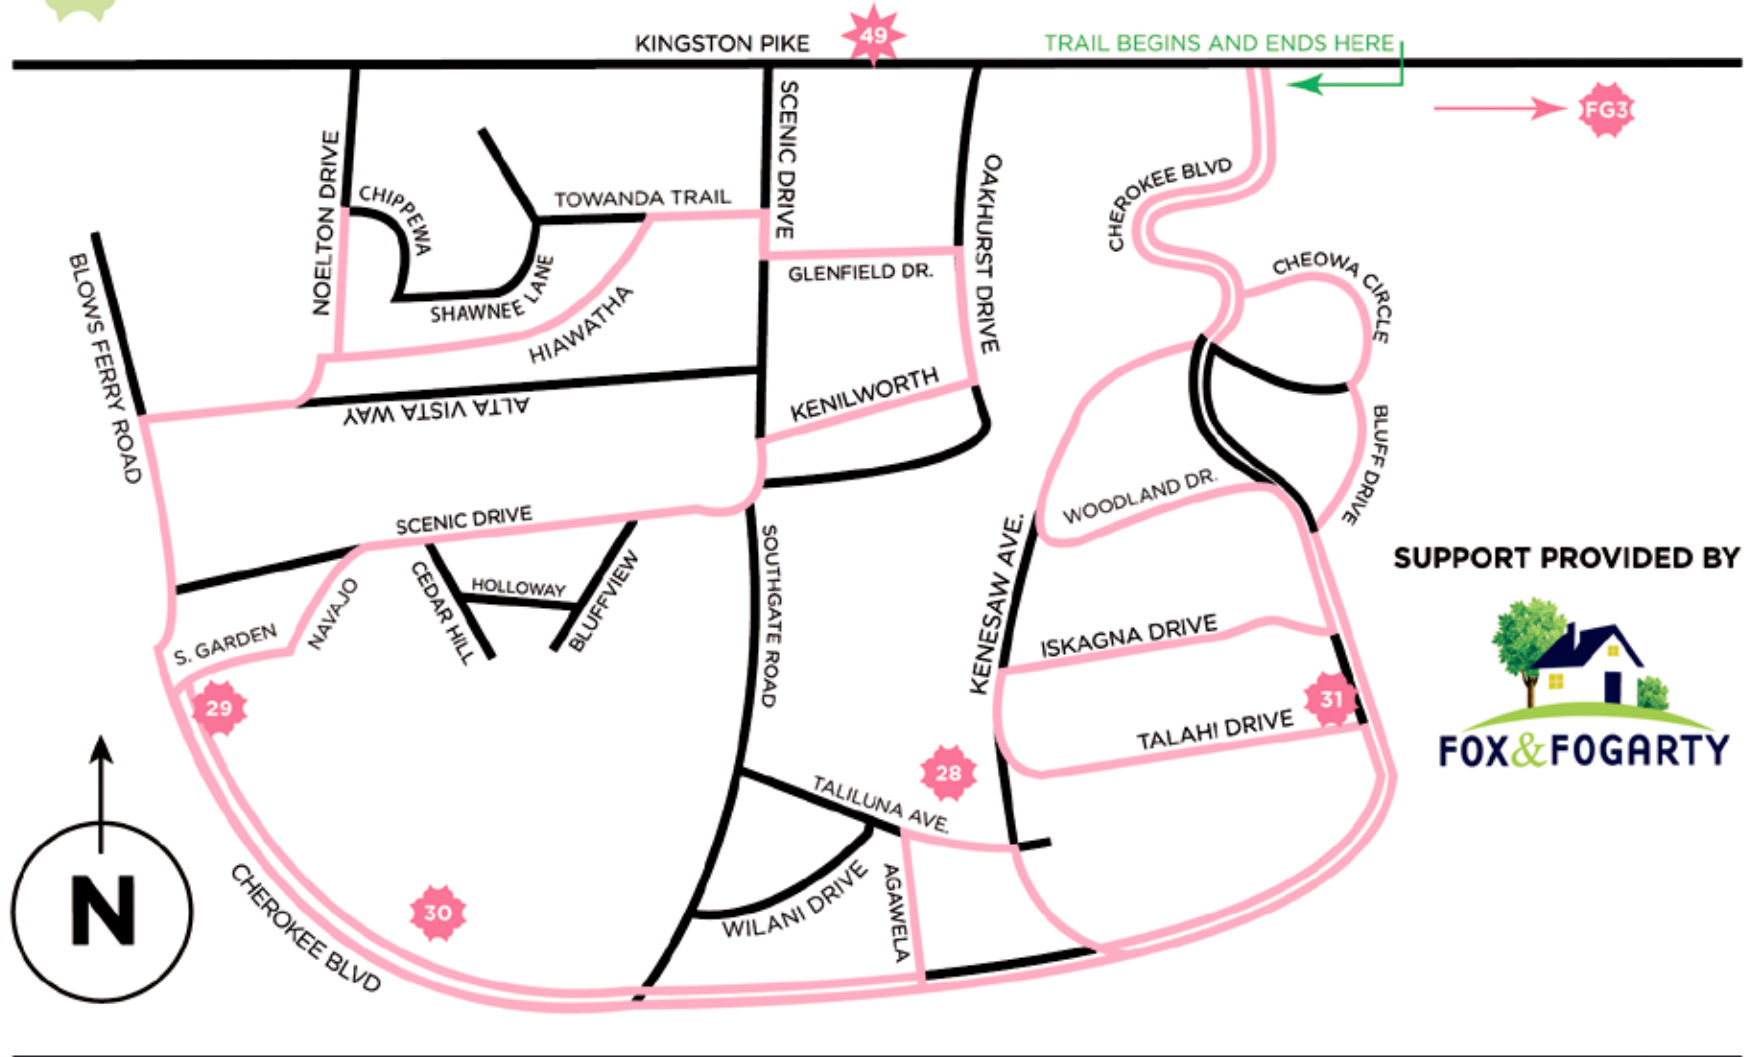 KINGSTON PIKE
49
TRAIL BEGINS AND ENDS HERE
FG3
NOELTON DRIVE
CHIPPEWA
TOWANDA TRAIL
SCENIC DRIVE
OAKHURST DRIVE
CHEROKEE BLVD
BLOWS FERRY ROAD
SHAWNEE LANE
HIAWATHA
GLENFIELD DR.
CHEOWA CIRCLE
ALTA VISTA WAY
KENILWORTH
BLUFF DRIVE
WOODLAND DR.
SCENIC DRIVE
SOUTHGATE ROAD
KENESAW AVE.
SUPPORT PROVIDED BY
CEDAR HILL
HOLLOWAY
BLUFFVIEW
S. GARDEN
NAVAJO
ISKAGNA DRIVE
29
31
TALAHI DRIVE
FOX&FOGARTY
28
TALILUNA AVE.
N
CHEROKEE BLVD
30
WILANI DRIVE
AGAWELA